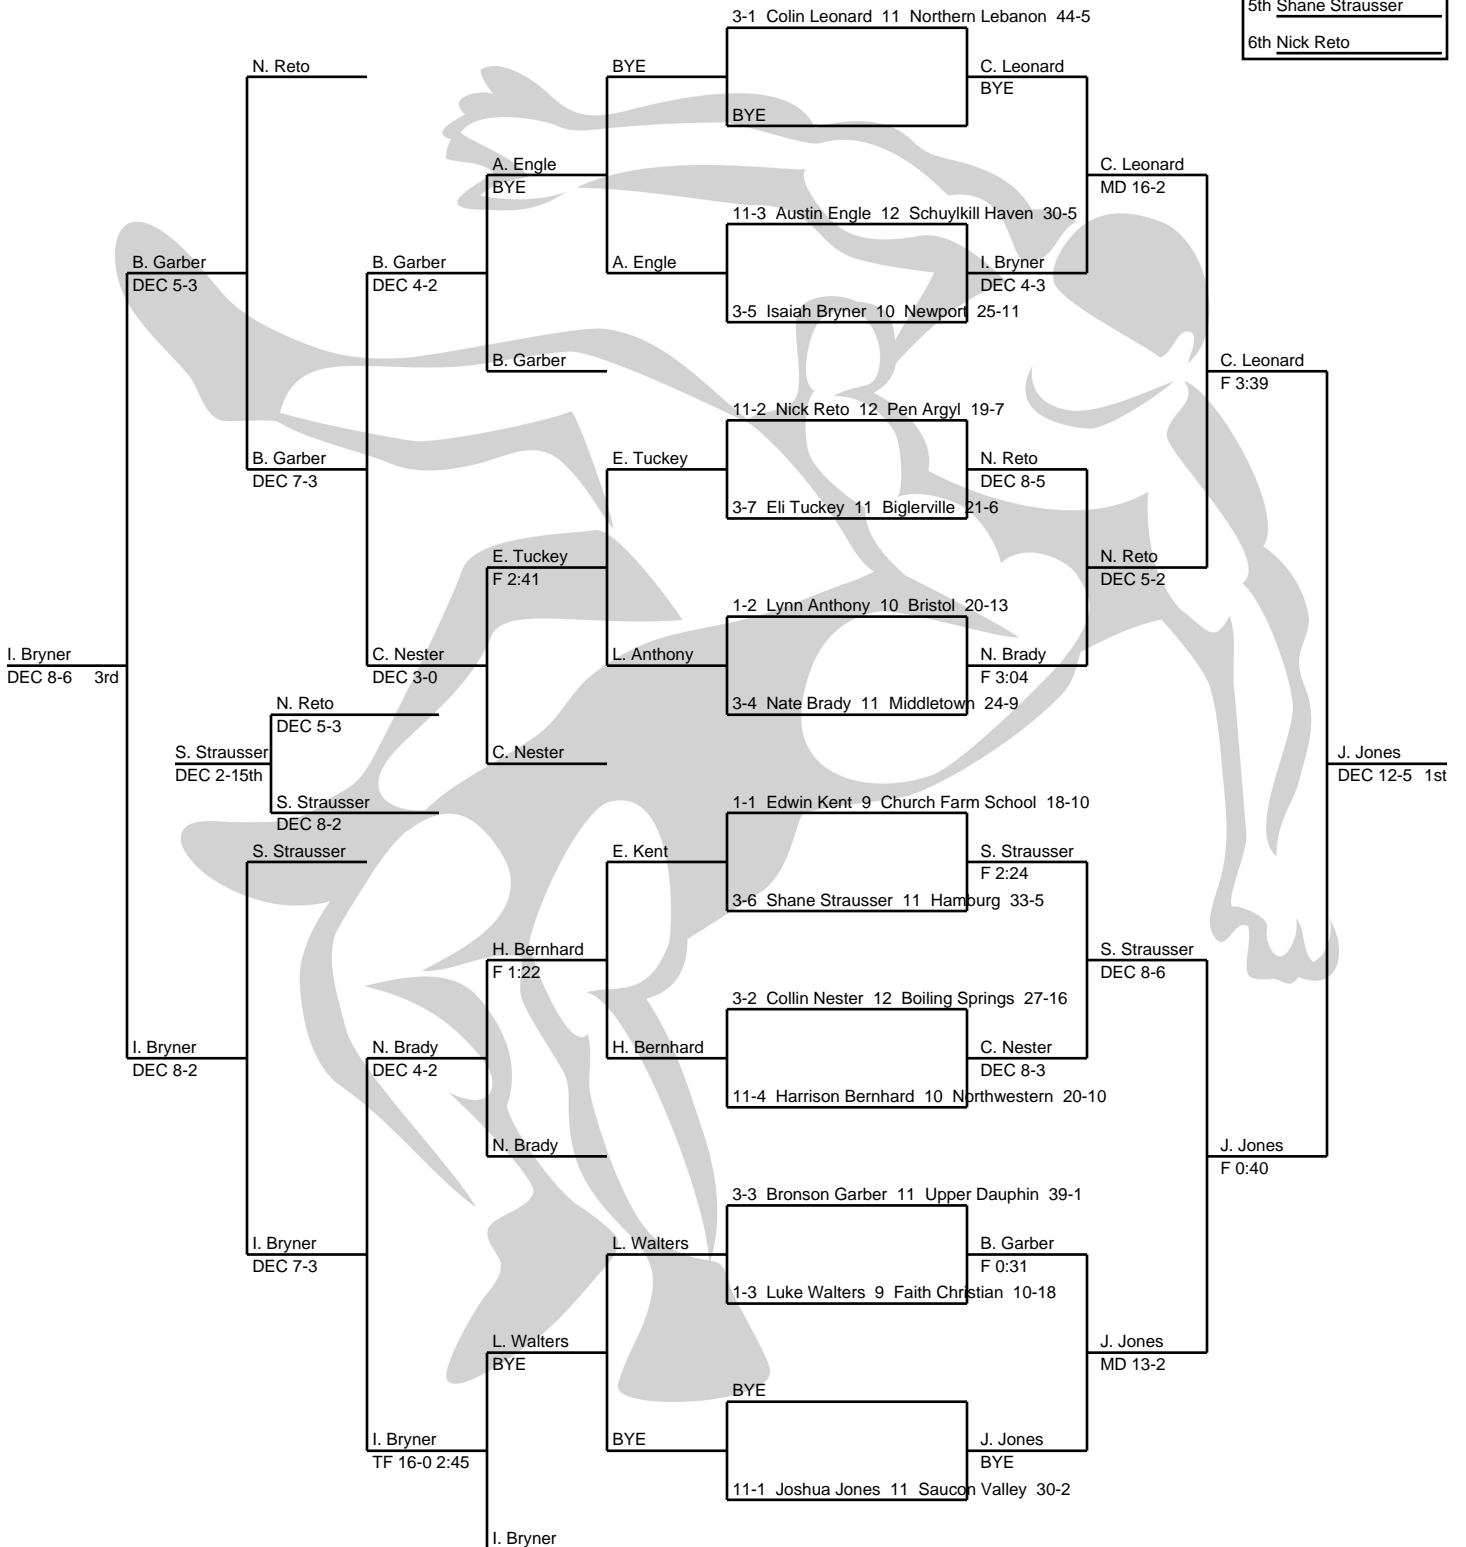 5th Shane Strausser
6th Nick Reto
3-1 Colin Leonard 11 Northern Lebanon 44-5
N. Reto
BYE
C. Leonard
BYE
BYE
A. Engle
BYE
C. Leonard
MD 16-2
11-3 Austin Engle 12 Schuylkill Haven 30-5
B. Garber
DEC 5-3
B. Garber
DEC 4-2
A. Engle
I. Bryner
DEC 4-3
3-5 Isaiah Bryner 10 Newport 25-11
B. Garber
C. Leonard
F 3:39
11-2 Nick Reto 12 Pen Argyl 19-7
B. Garber
DEC 7-3
E. Tuckey
N. Reto
DEC 8-5
3-7 Eli Tuckey 11 Biglerville 21-6
E. Tuckey
F 2:41
N. Reto
DEC 5-2
1-2 Lynn Anthony 10 Bristol 20-13
I. Bryner
DEC 8-6 3rd
C. Nester
DEC 3-0
L. Anthony
N. Brady
F 3:04
3-4 Nate Brady 11 Middletown 24-9
N. Reto
DEC 5-3
S. Strausser
DEC 2-15th
C. Nester
J. Jones
DEC 12-5 1st
S. Strausser
DEC 8-2
1-1 Edwin Kent 9 Church Farm School 18-10
S. Strausser
E. Kent
S. Strausser
F 2:24
3-6 Shane Strausser 11 Hamburg 33-5
H. Bernhard
F 1:22
S. Strausser
DEC 8-6
3-2 Collin Nester 12 Boiling Springs 27-16
I. Bryner
DEC 8-2
N. Brady
DEC 4-2
H. Bernhard
C. Nester
DEC 8-3
11-4 Harrison Bernhard 10 Northwestern 20-10
N. Brady
J. Jones
F 0:40
3-3 Bronson Garber 11 Upper Dauphin 39-1
I. Bryner
DEC 7-3
L. Walters
B. Garber
F 0:31
1-3 Luke Walters 9 Faith Christian 10-18
L. Walters
BYE
J. Jones
MD 13-2
BYE
I. Bryner
TF 16-0 2:45
BYE
J. Jones
BYE
11-1 Joshua Jones 11 Saucon Valley 30-2
I. Bryner